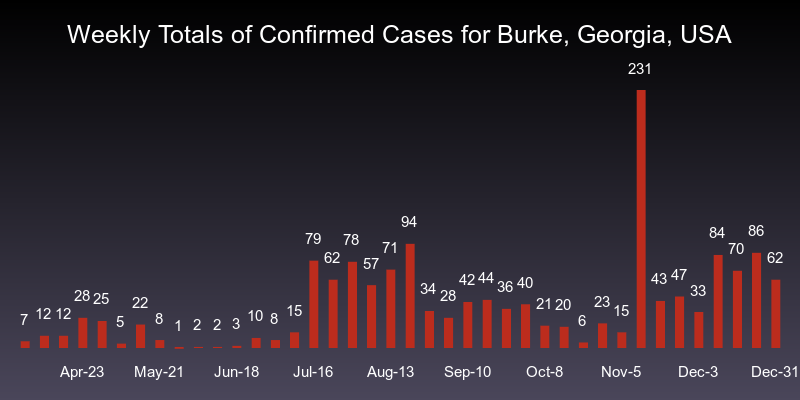 Weekly Totals of Confirmed Cases for Burke, Georgia, USA
7 12 12 28 25 5 22 8 1 2 2 3 10 8 15 79 62 78 57 71 94 34 28 42 44 36 40 21 20 6 23 15 231 43 47 33 84 70 86 62
Apr-23 May-21 Jun-18 Jul-16 Aug-13 Sep-10 Oct-8 Nov-5 Dec-3 Dec-31